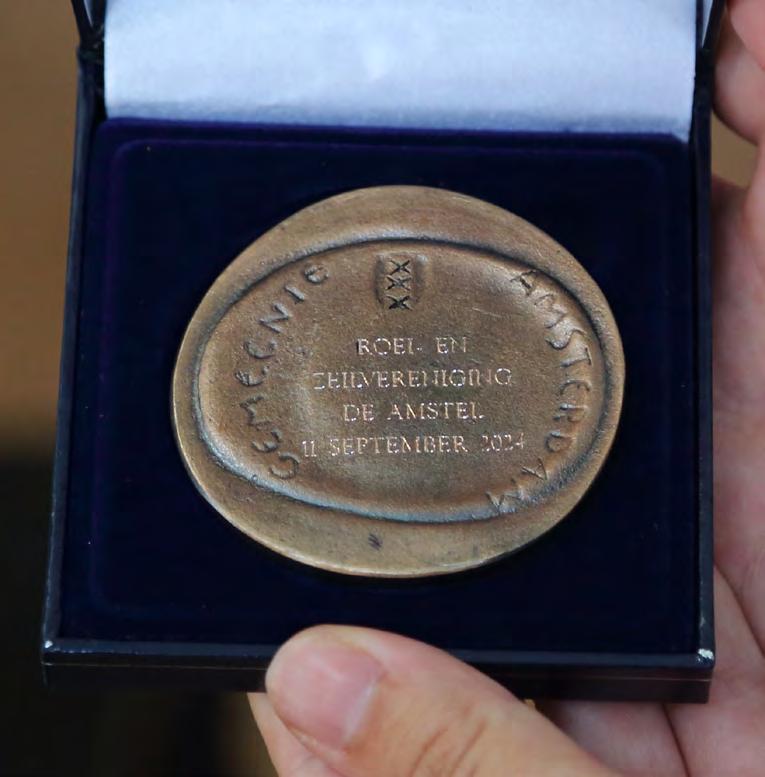 GEMEENTE
AMSTERDAM
XXX
ROEI- EN
ZEILVERENIGING
DE AMSTEL
11 SEPTEMBER 2024